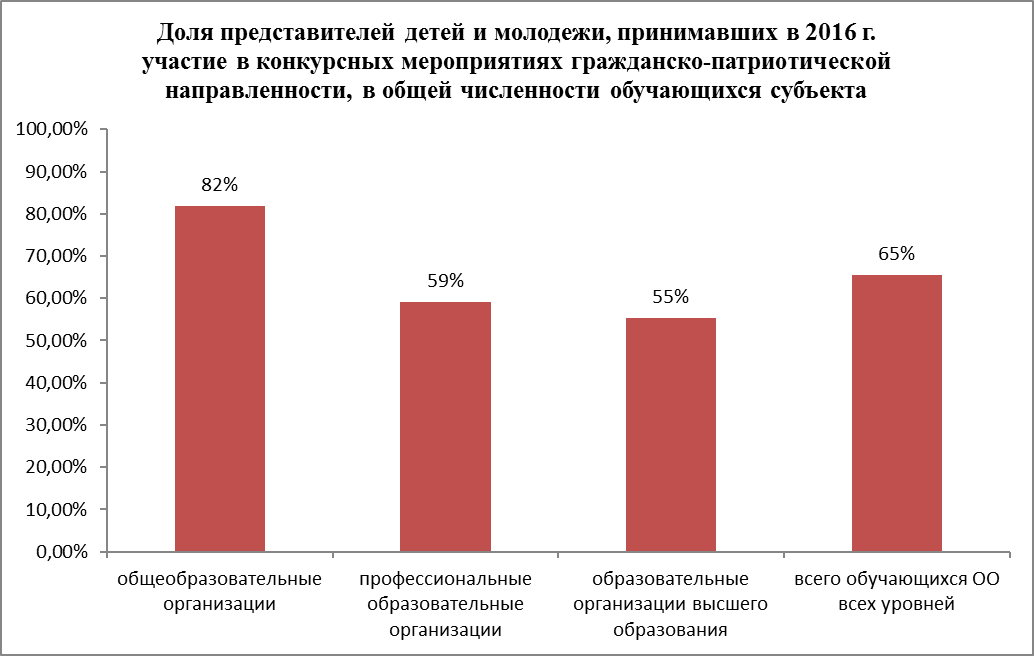 Доля представителей детей и молодежи, принимавших в 2016 г.
участие в конкурсных мероприятиях гражданско-патриотической
направленности, в общей численности обучающихся субъекта
100,00%
90,00%
80,00%
70,00%
60,00%
50,00%
40,00%
30,00%
20,00%
10,00%
0,00%
82%
59%
55%
65%
общеобразовательные
организации
профессиональные
образовательные
организации
образовательные
организации высшего
образования
всего обучающихся ОО
всех уровней